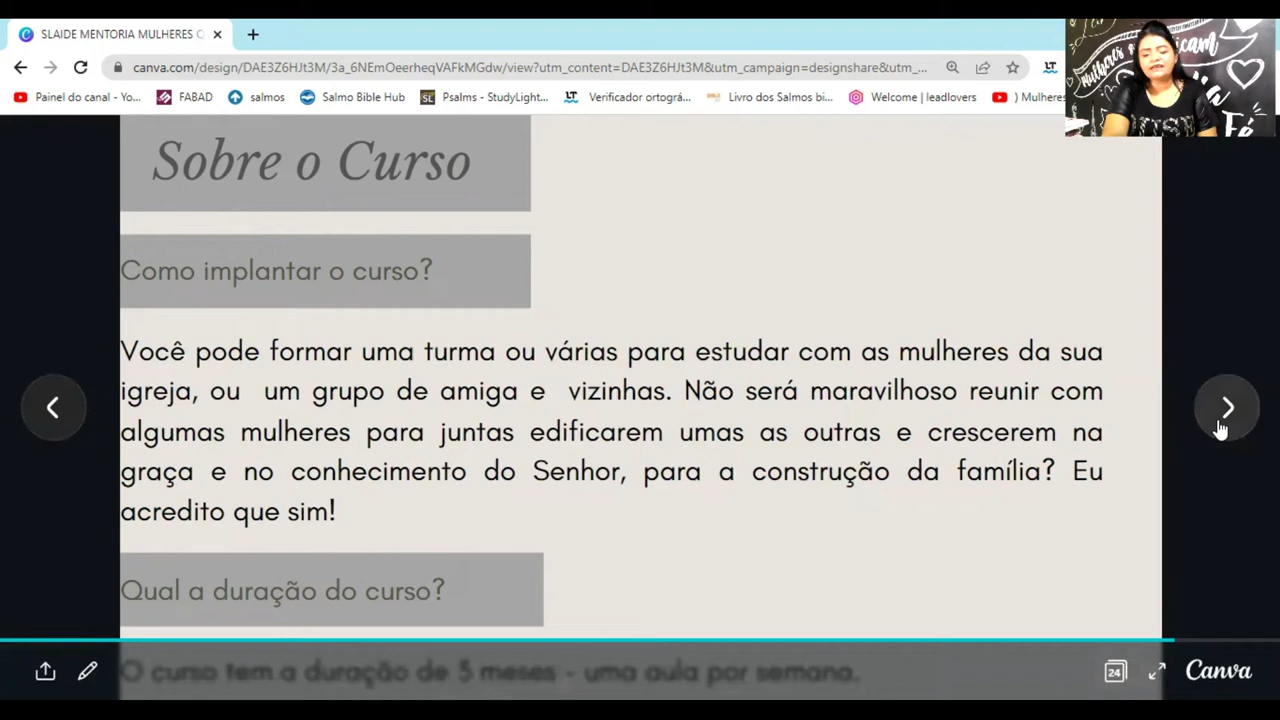 SLAIDE MENTORIA MULHERES Q
canva.com/design/DAE3Z6HJt3M/3a_6NEmOeerneqVAFkMGdw/view?utm_content=DAE3Z6HJt3M&utm_campaign=designshare&utm_...
Painel do canal - Yo... FABAD salmos Salmo Bible Hub Psalms - StudyLight... Verificador ortográ... Livro dos Salmos bi... Welcome | leadlovers ) Mulheres
Mulheres
Fé
Sobre o Curso
Como implantar o curso?
Você pode formar uma turma ou várias para estudar com as mulheres da sua
igreja, ou um grupo de amiga e vizinhas. Não será maravilhoso reunir com
algumas mulheres para juntas edificarem umas as outras e crescerem na
graça e no conhecimento do Senhor, para a construção da família? Eu
acredito que sim!
Qual a duração do curso?
O curso tem a duração de 5 meses - uma aula por semana.
24 Canva